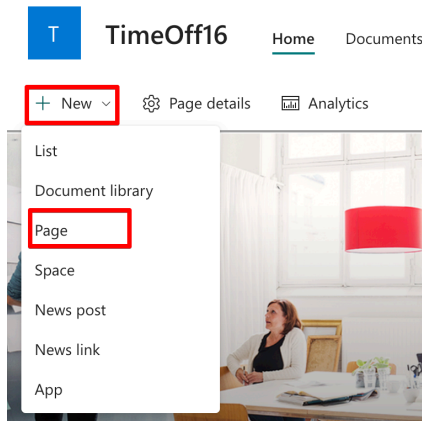 T
TimeOff16
Home
Documents
+ New
Page details
Analytics
List
Document library
Page
Space
News post
News link
App